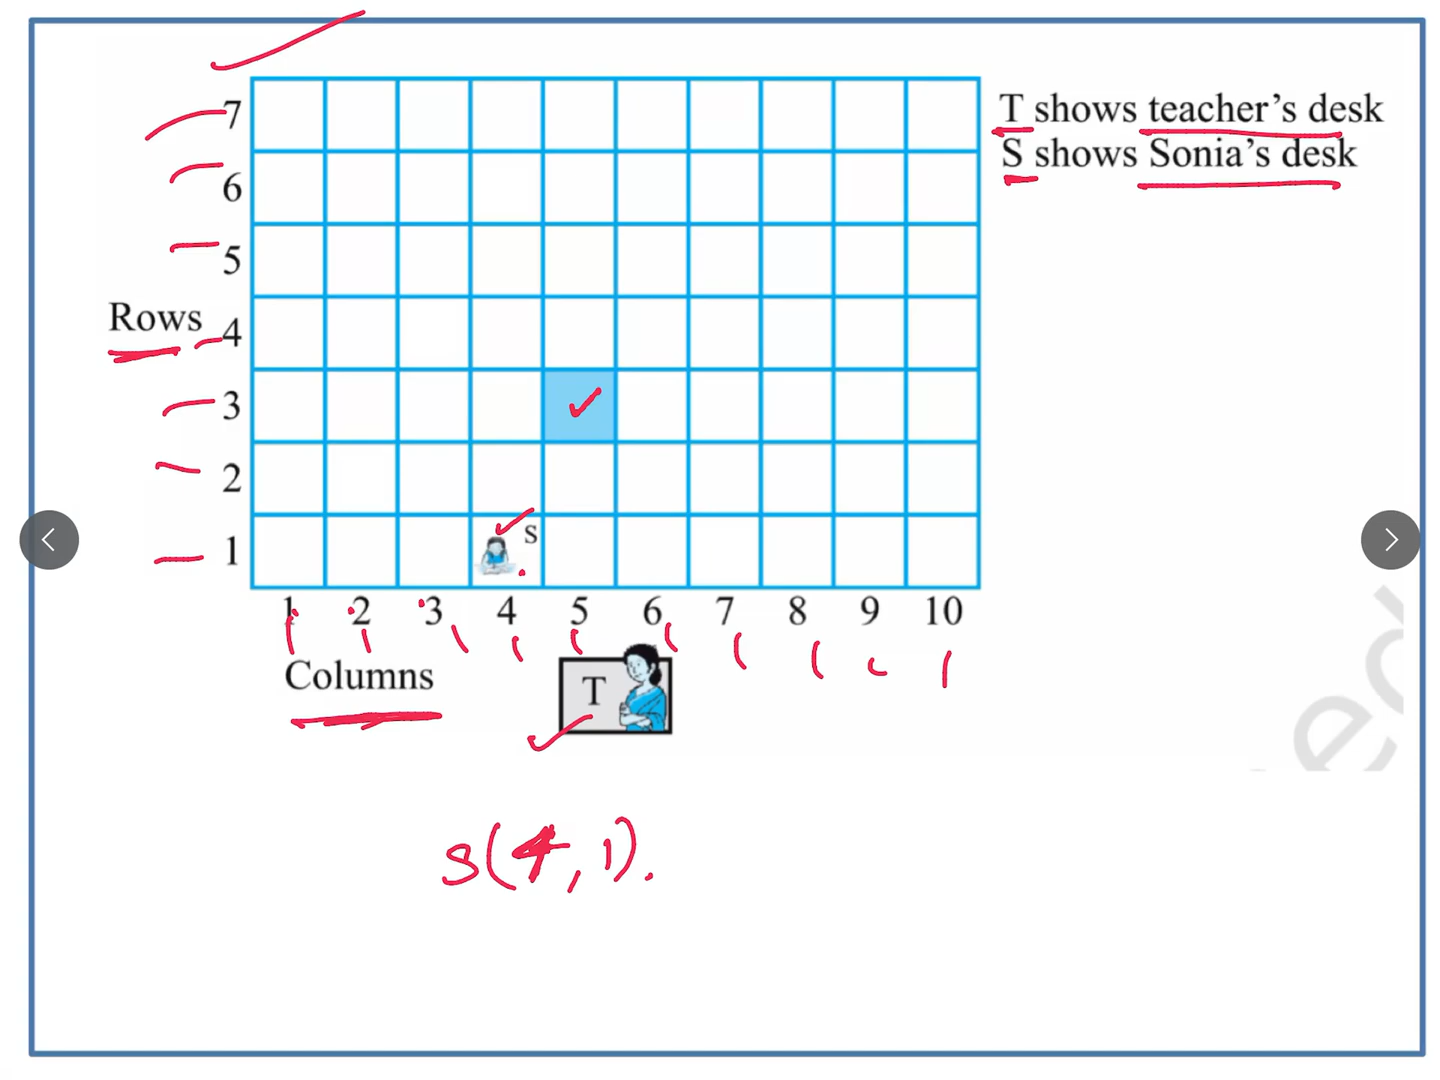 7
T shows teacher's desk
S shows Sonia's desk
6
5
Rows 4
3
2
1 S
1 2 3 4 5 6 7 8 9 10
Columns
T
S(4,1).
ed